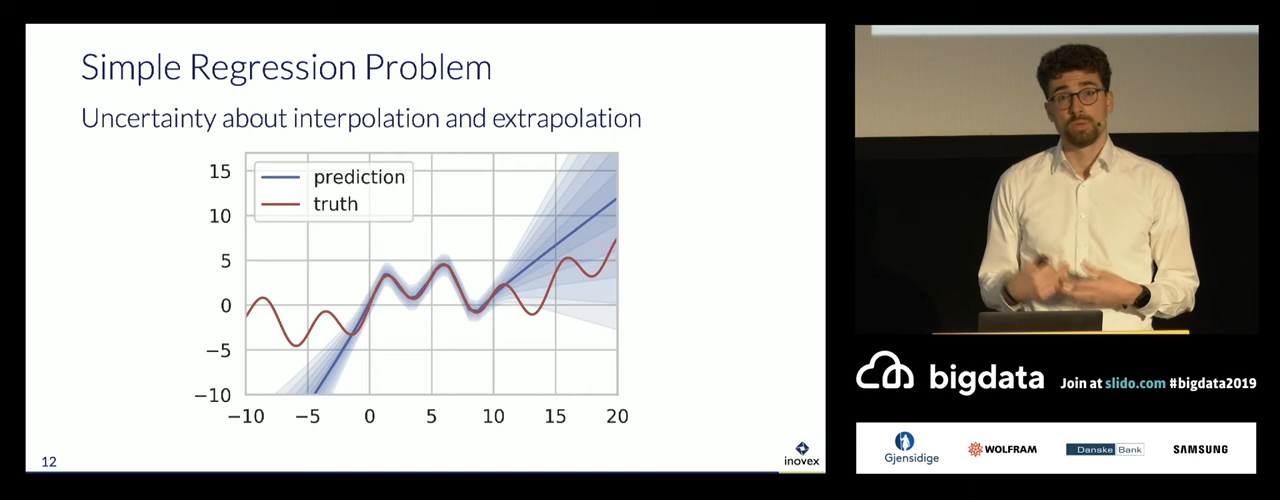 Simple Regression Problem
Uncertainty about interpolation and extrapolation
prediction
truth
15
10
5
0
−5
−10
−10
−5
0
5
10
15
20
12
inovex
bigdata
Join at slido.com #bigdata2019
Gjensidige
WOLFRAM
Danske Bank
SAMSUNG